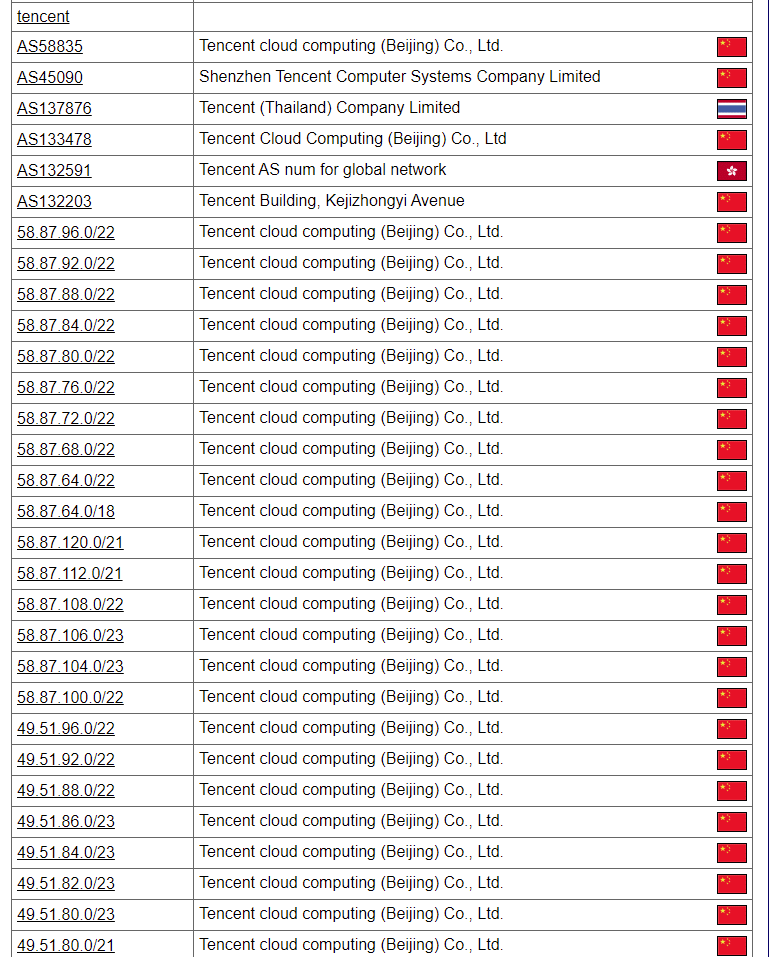 tencent
AS58835 Tencent cloud computing (Beijing) Co., Ltd.
AS45090 Shenzhen Tencent Computer Systems Company Limited
AS137876 Tencent (Thailand) Company Limited
AS133478 Tencent Cloud Computing (Beijing) Co., Ltd
AS132591 Tencent AS num for global network
AS132203 Tencent Building, Kejizhongyi Avenue
58.87.96.0/22 Tencent cloud computing (Beijing) Co., Ltd.
58.87.92.0/22 Tencent cloud computing (Beijing) Co., Ltd.
58.87.88.0/22 Tencent cloud computing (Beijing) Co., Ltd.
58.87.84.0/22 Tencent cloud computing (Beijing) Co., Ltd.
58.87.80.0/22 Tencent cloud computing (Beijing) Co., Ltd.
58.87.76.0/22 Tencent cloud computing (Beijing) Co., Ltd.
58.87.72.0/22 Tencent cloud computing (Beijing) Co., Ltd.
58.87.68.0/22 Tencent cloud computing (Beijing) Co., Ltd.
58.87.64.0/22 Tencent cloud computing (Beijing) Co., Ltd.
58.87.64.0/18 Tencent cloud computing (Beijing) Co., Ltd.
58.87.120.0/21 Tencent cloud computing (Beijing) Co., Ltd.
58.87.112.0/21 Tencent cloud computing (Beijing) Co., Ltd.
58.87.108.0/22 Tencent cloud computing (Beijing) Co., Ltd.
58.87.106.0/23 Tencent cloud computing (Beijing) Co., Ltd.
58.87.104.0/23 Tencent cloud computing (Beijing) Co., Ltd.
58.87.100.0/22 Tencent cloud computing (Beijing) Co., Ltd.
49.51.96.0/22 Tencent cloud computing (Beijing) Co., Ltd.
49.51.92.0/22 Tencent cloud computing (Beijing) Co., Ltd.
49.51.88.0/22 Tencent cloud computing (Beijing) Co., Ltd.
49.51.86.0/23 Tencent cloud computing (Beijing) Co., Ltd.
49.51.84.0/23 Tencent cloud computing (Beijing) Co., Ltd.
49.51.82.0/23 Tencent cloud computing (Beijing) Co., Ltd.
49.51.80.0/23 Tencent cloud computing (Beijing) Co., Ltd.
49.51.80.0/21 Tencent cloud computing (Beijing) Co., Ltd.